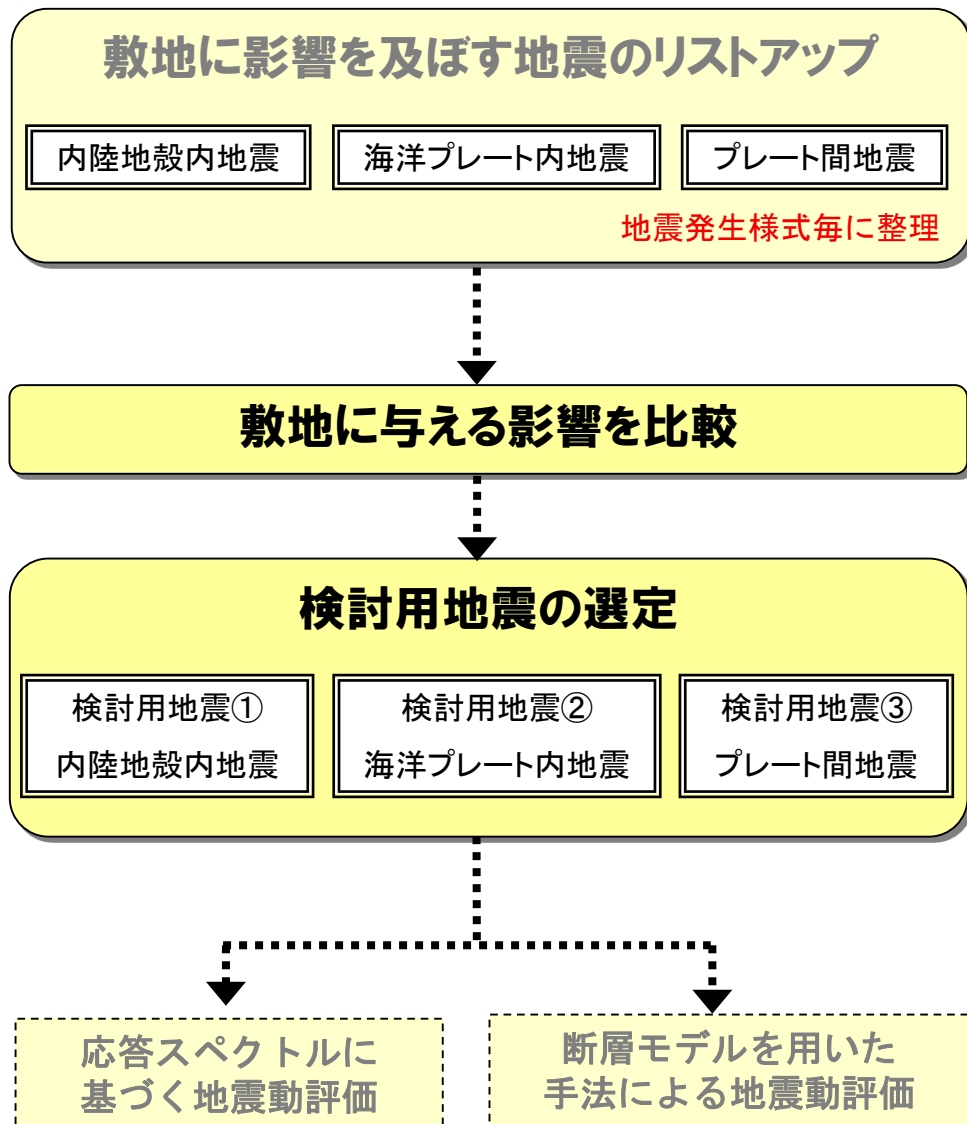 敷地に影響を及ぼす地震のリストアップ
内陸地殻内地震
海洋プレート内地震
プレート間地震
地震発生様式毎に整理
敷地に与える影響を比較
検討用地震の選定
検討用地震①
内陸地殻内地震
検討用地震②
海洋プレート内地震
検討用地震③
プレート間地震
応答スペクトルに
基づく地震動評価
断層モデルを用いた
手法による地震動評価